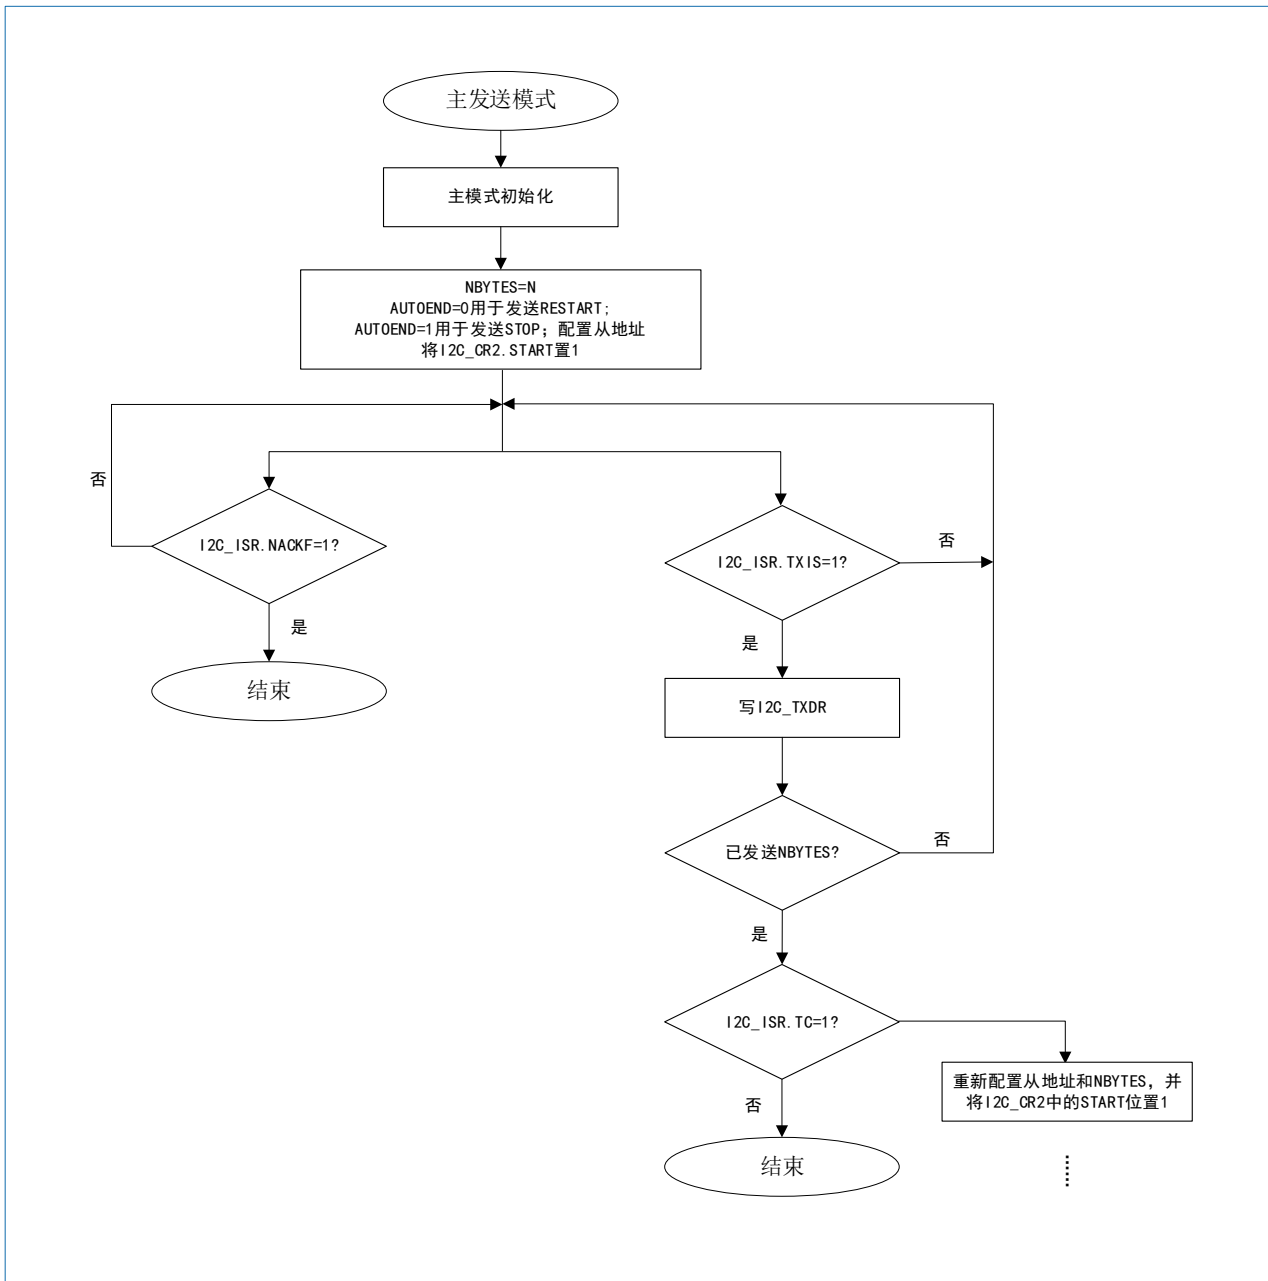 主发送模式
主模式初始化
NBYTES=N
AUTOEND=0用于发送RESTART;
AUTOEND=1用于发送STOP；配置从地址
将I2C_CR2.START置1
否
I2C_ISR.NACKF=1?
是
结束
I2C_ISR.TXIS=1?
否
是
写I2C_TXDR
已发送NBYTES?
否
是
I2C_ISR.TC=1?
重新配置从地址和NBYTES，并
将I2C_CR2中的START位置1
否
结束
……